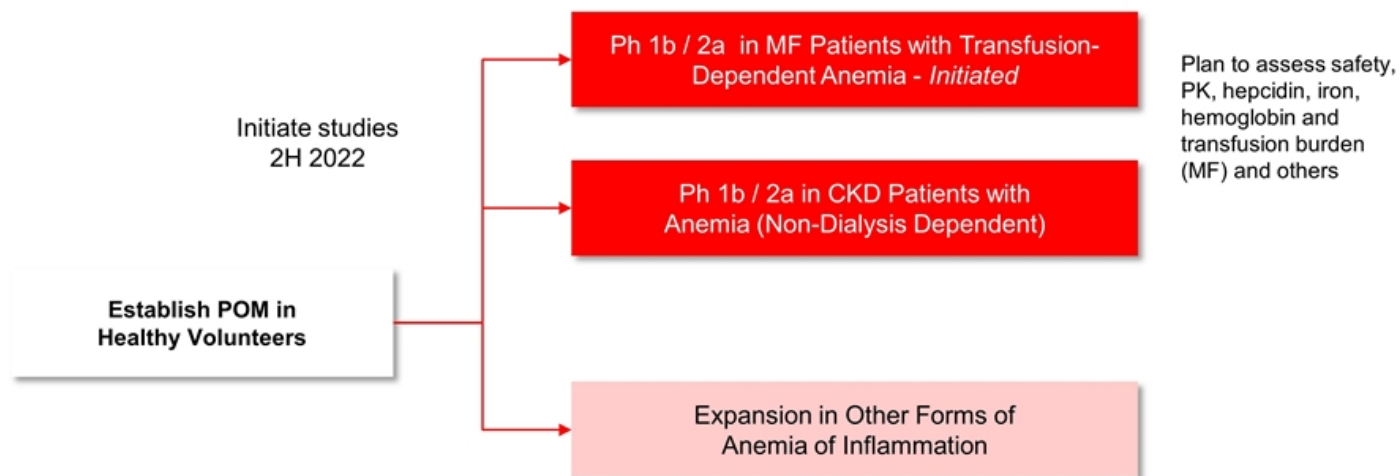 Ph 1b / 2a in MF Patients with Transfusion-
Dependent Anemia - Initiated
Plan to assess safety,
PK, hepcidin, iron,
hemoglobin and
transfusion burden
(MF) and others
Initiate studies
2H 2022
Ph 1b / 2a in CKD Patients with
Anemia (Non-Dialysis Dependent)
Establish POM in
Healthy Volunteers
Expansion in Other Forms of
Anemia of Inflammation